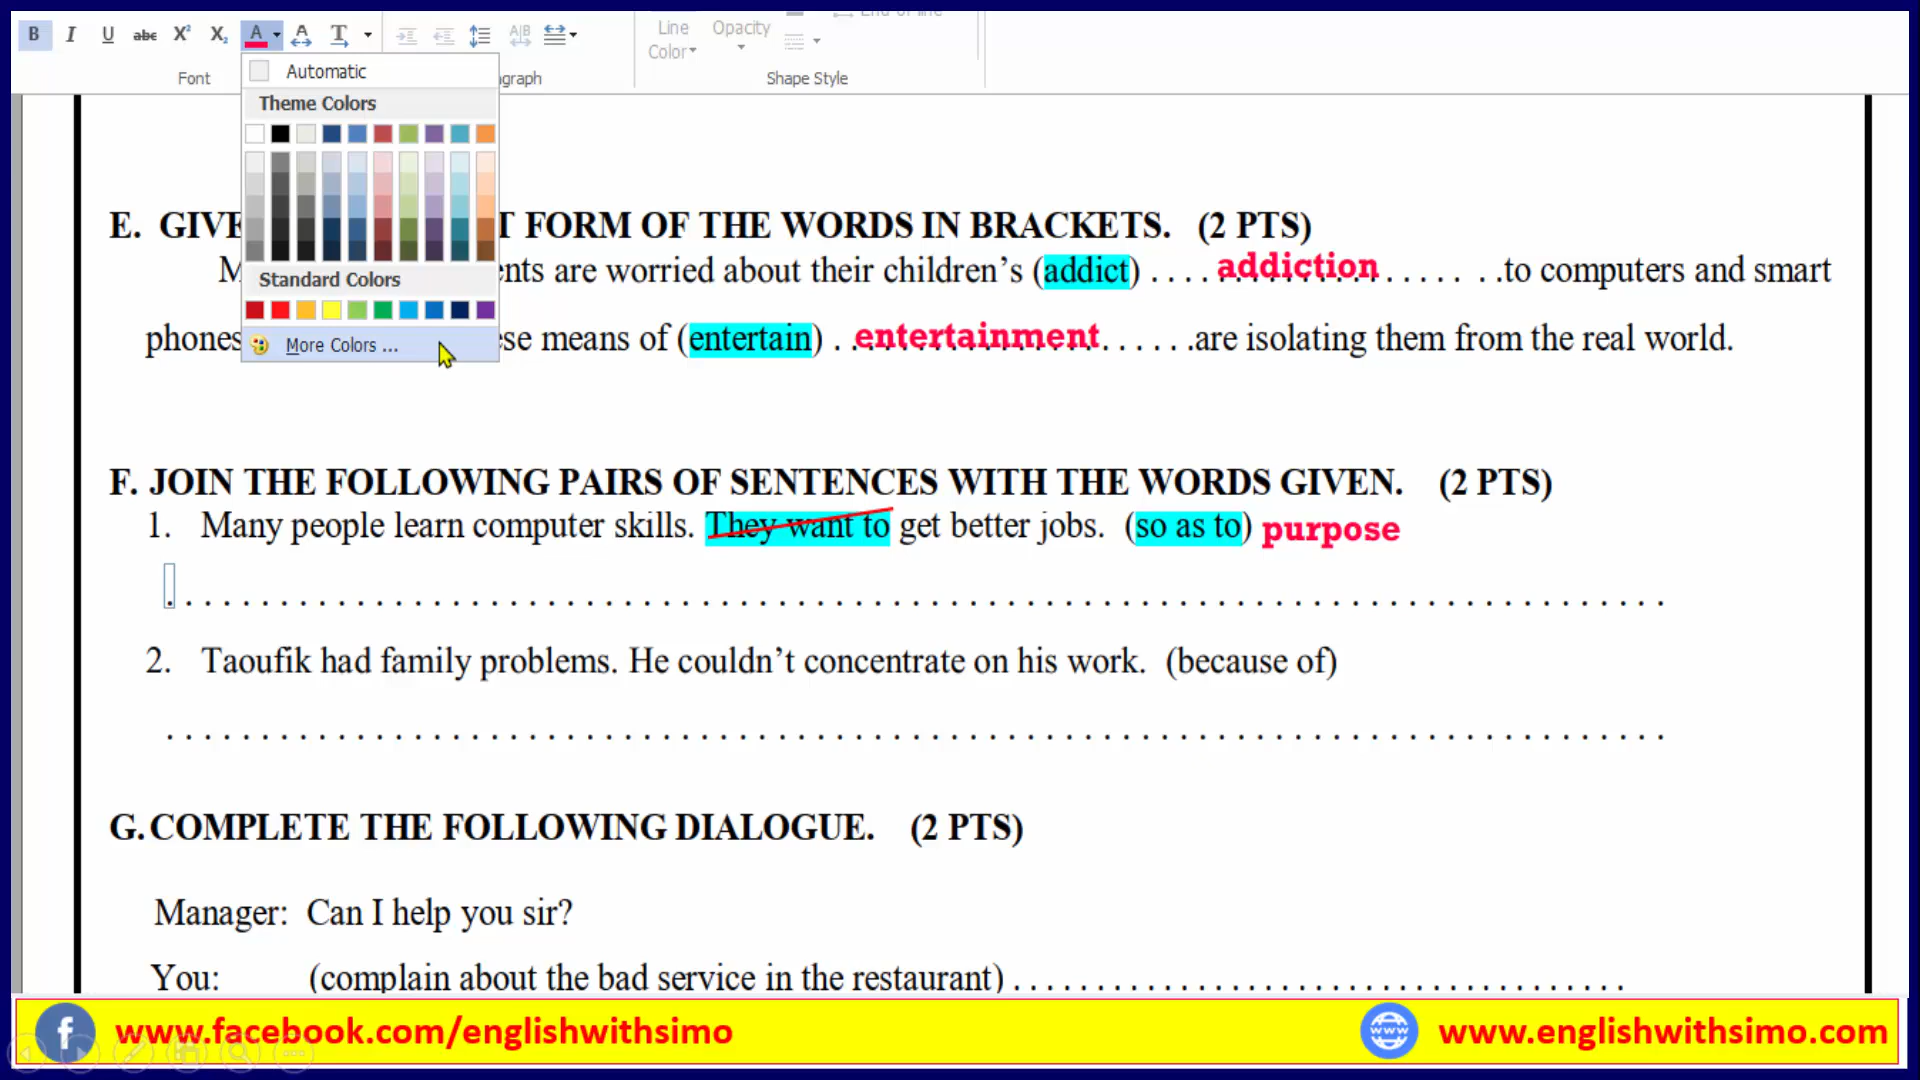 B I U abc X² X₂ A A T A|B
Line Color Opacity
Font Shape Style
Automatic
Theme Colors
Standard Colors
More Colors ...
E. GIVE T FORM OF THE WORDS IN BRACKETS. (2 PTS)
M ents are worried about their children’s (addict) . . . . addiction . . . . . . . .to computers and smart
phones ese means of (entertain) . . entertainment . . . . . .are isolating them from the real world.
F. JOIN THE FOLLOWING PAIRS OF SENTENCES WITH THE WORDS GIVEN. (2 PTS)
1. Many people learn computer skills. They want to get better jobs. (so as to) purpose
2. Taoufik had family problems. He couldn’t concentrate on his work. (because of)
G. COMPLETE THE FOLLOWING DIALOGUE. (2 PTS)
Manager: Can I help you sir?
You: (complain about the bad service in the restaurant) . . . . . . . . . . . . . . . . . . . . . . . . . . . . . . . . . . . . .
f www.facebook.com/englishwithsimo
www www.englishwithsimo.com